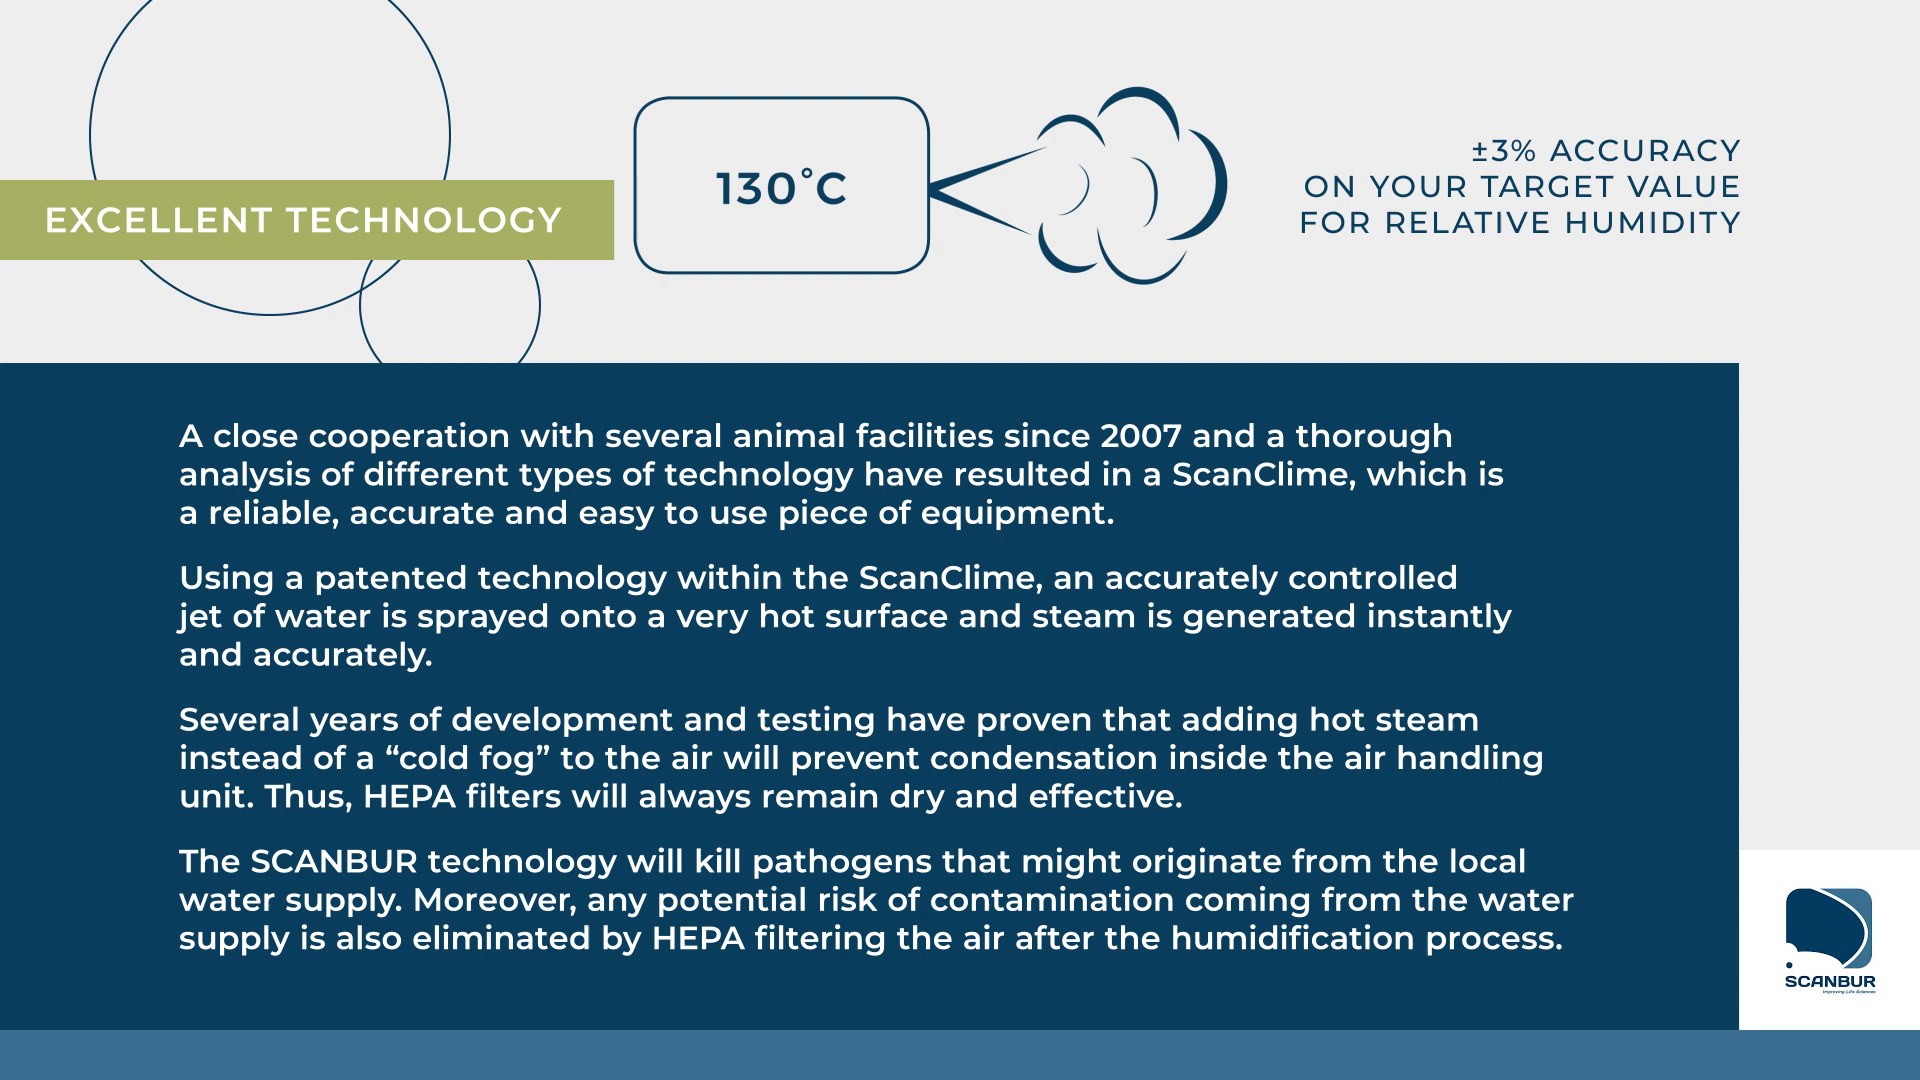 EXCELLENT TECHNOLOGY
130°C
±3% ACCURACY
ON YOUR TARGET VALUE
FOR RELATIVE HUMIDITY
A close cooperation with several animal facilities since 2007 and a thorough
analysis of different types of technology have resulted in a ScanClime, which is
a reliable, accurate and easy to use piece of equipment.
Using a patented technology within the ScanClime, an accurately controlled
jet of water is sprayed onto a very hot surface and steam is generated instantly
and accurately.
Several years of development and testing have proven that adding hot steam
instead of a “cold fog” to the air will prevent condensation inside the air handling
unit. Thus, HEPA filters will always remain dry and effective.
The SCANBUR technology will kill pathogens that might originate from the local
water supply. Moreover, any potential risk of contamination coming from the water
supply is also eliminated by HEPA filtering the air after the humidification process.
SCANBUR
Improving Life Sciences